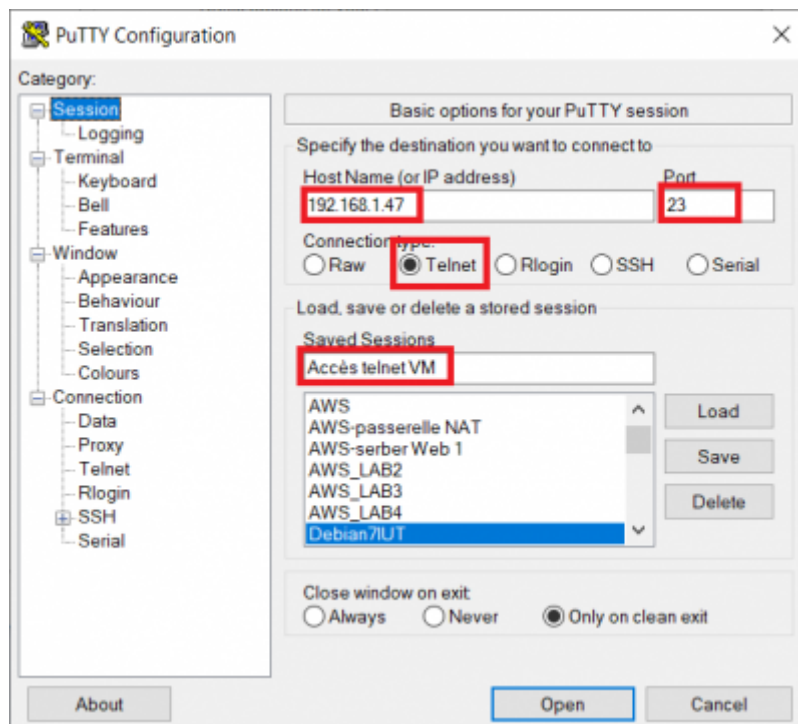 PuTTY Configuration
Category:
Session
Logging
Terminal
Keyboard
Bell
Features
Window
Appearance
Behaviour
Translation
Selection
Colours
Connection
Data
Proxy
Telnet
Rlogin
SSH
Serial
Basic options for your PuTTY session
Specify the destination you want to connect to
Host Name (or IP address) Port
192.168.1.47 23
Connection type:
Raw Telnet Rlogin SSH Serial
Load, save or delete a stored session
Saved Sessions
Accès telnet VM
AWS
AWS-passerelle NAT
AWS-serber Web 1
AWS_LAB2
AWS_LAB3
AWS_LAB4
Debian7IUT
Load
Save
Delete
Close window on exit
Always Never Only on clean exit
About Open Cancel